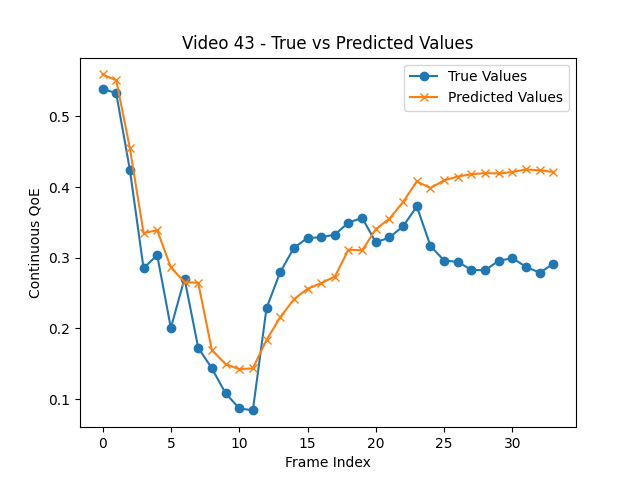 Video 43 - True vs Predicted Values
True Values
Predicted Values
Continuous QoE
0.5
0.4
0.3
0.2
0.1
0 5 10 15 20 25 30
Frame Index